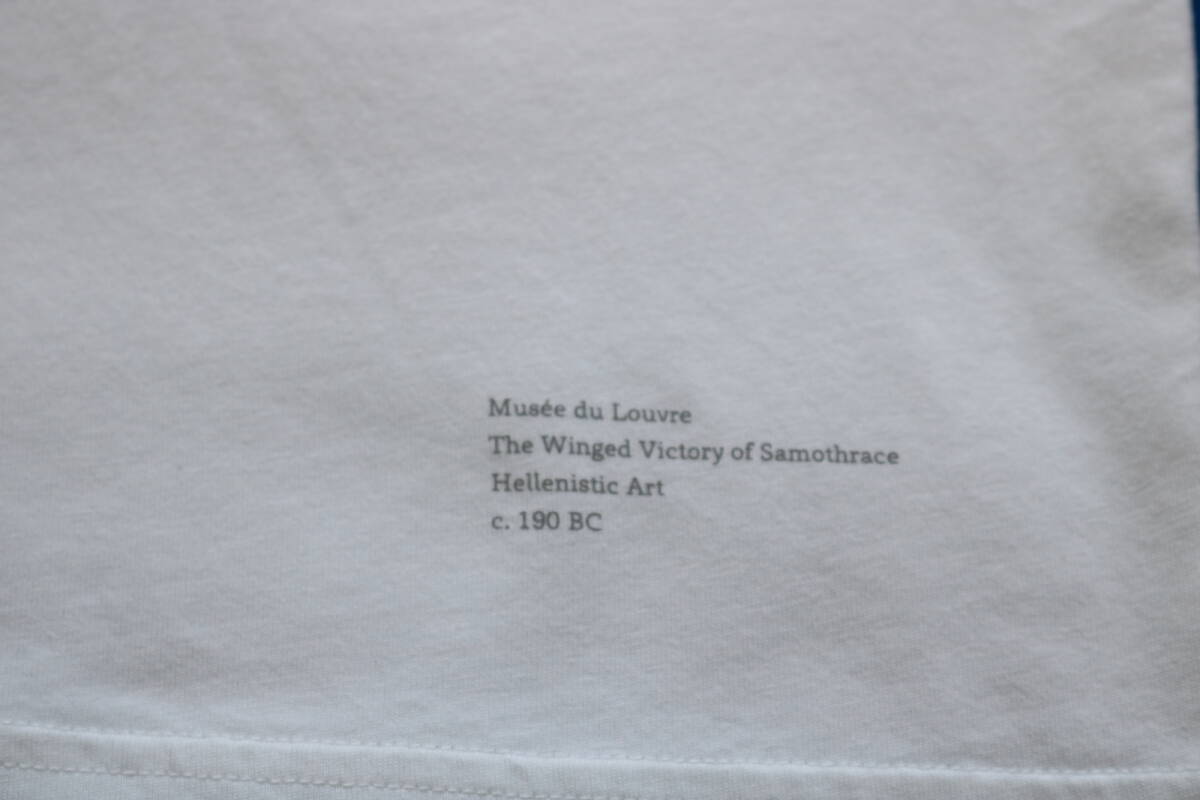 Musée du Louvre
The Winged Victory of Samothrace
Hellenistic Art
c. 190 BC